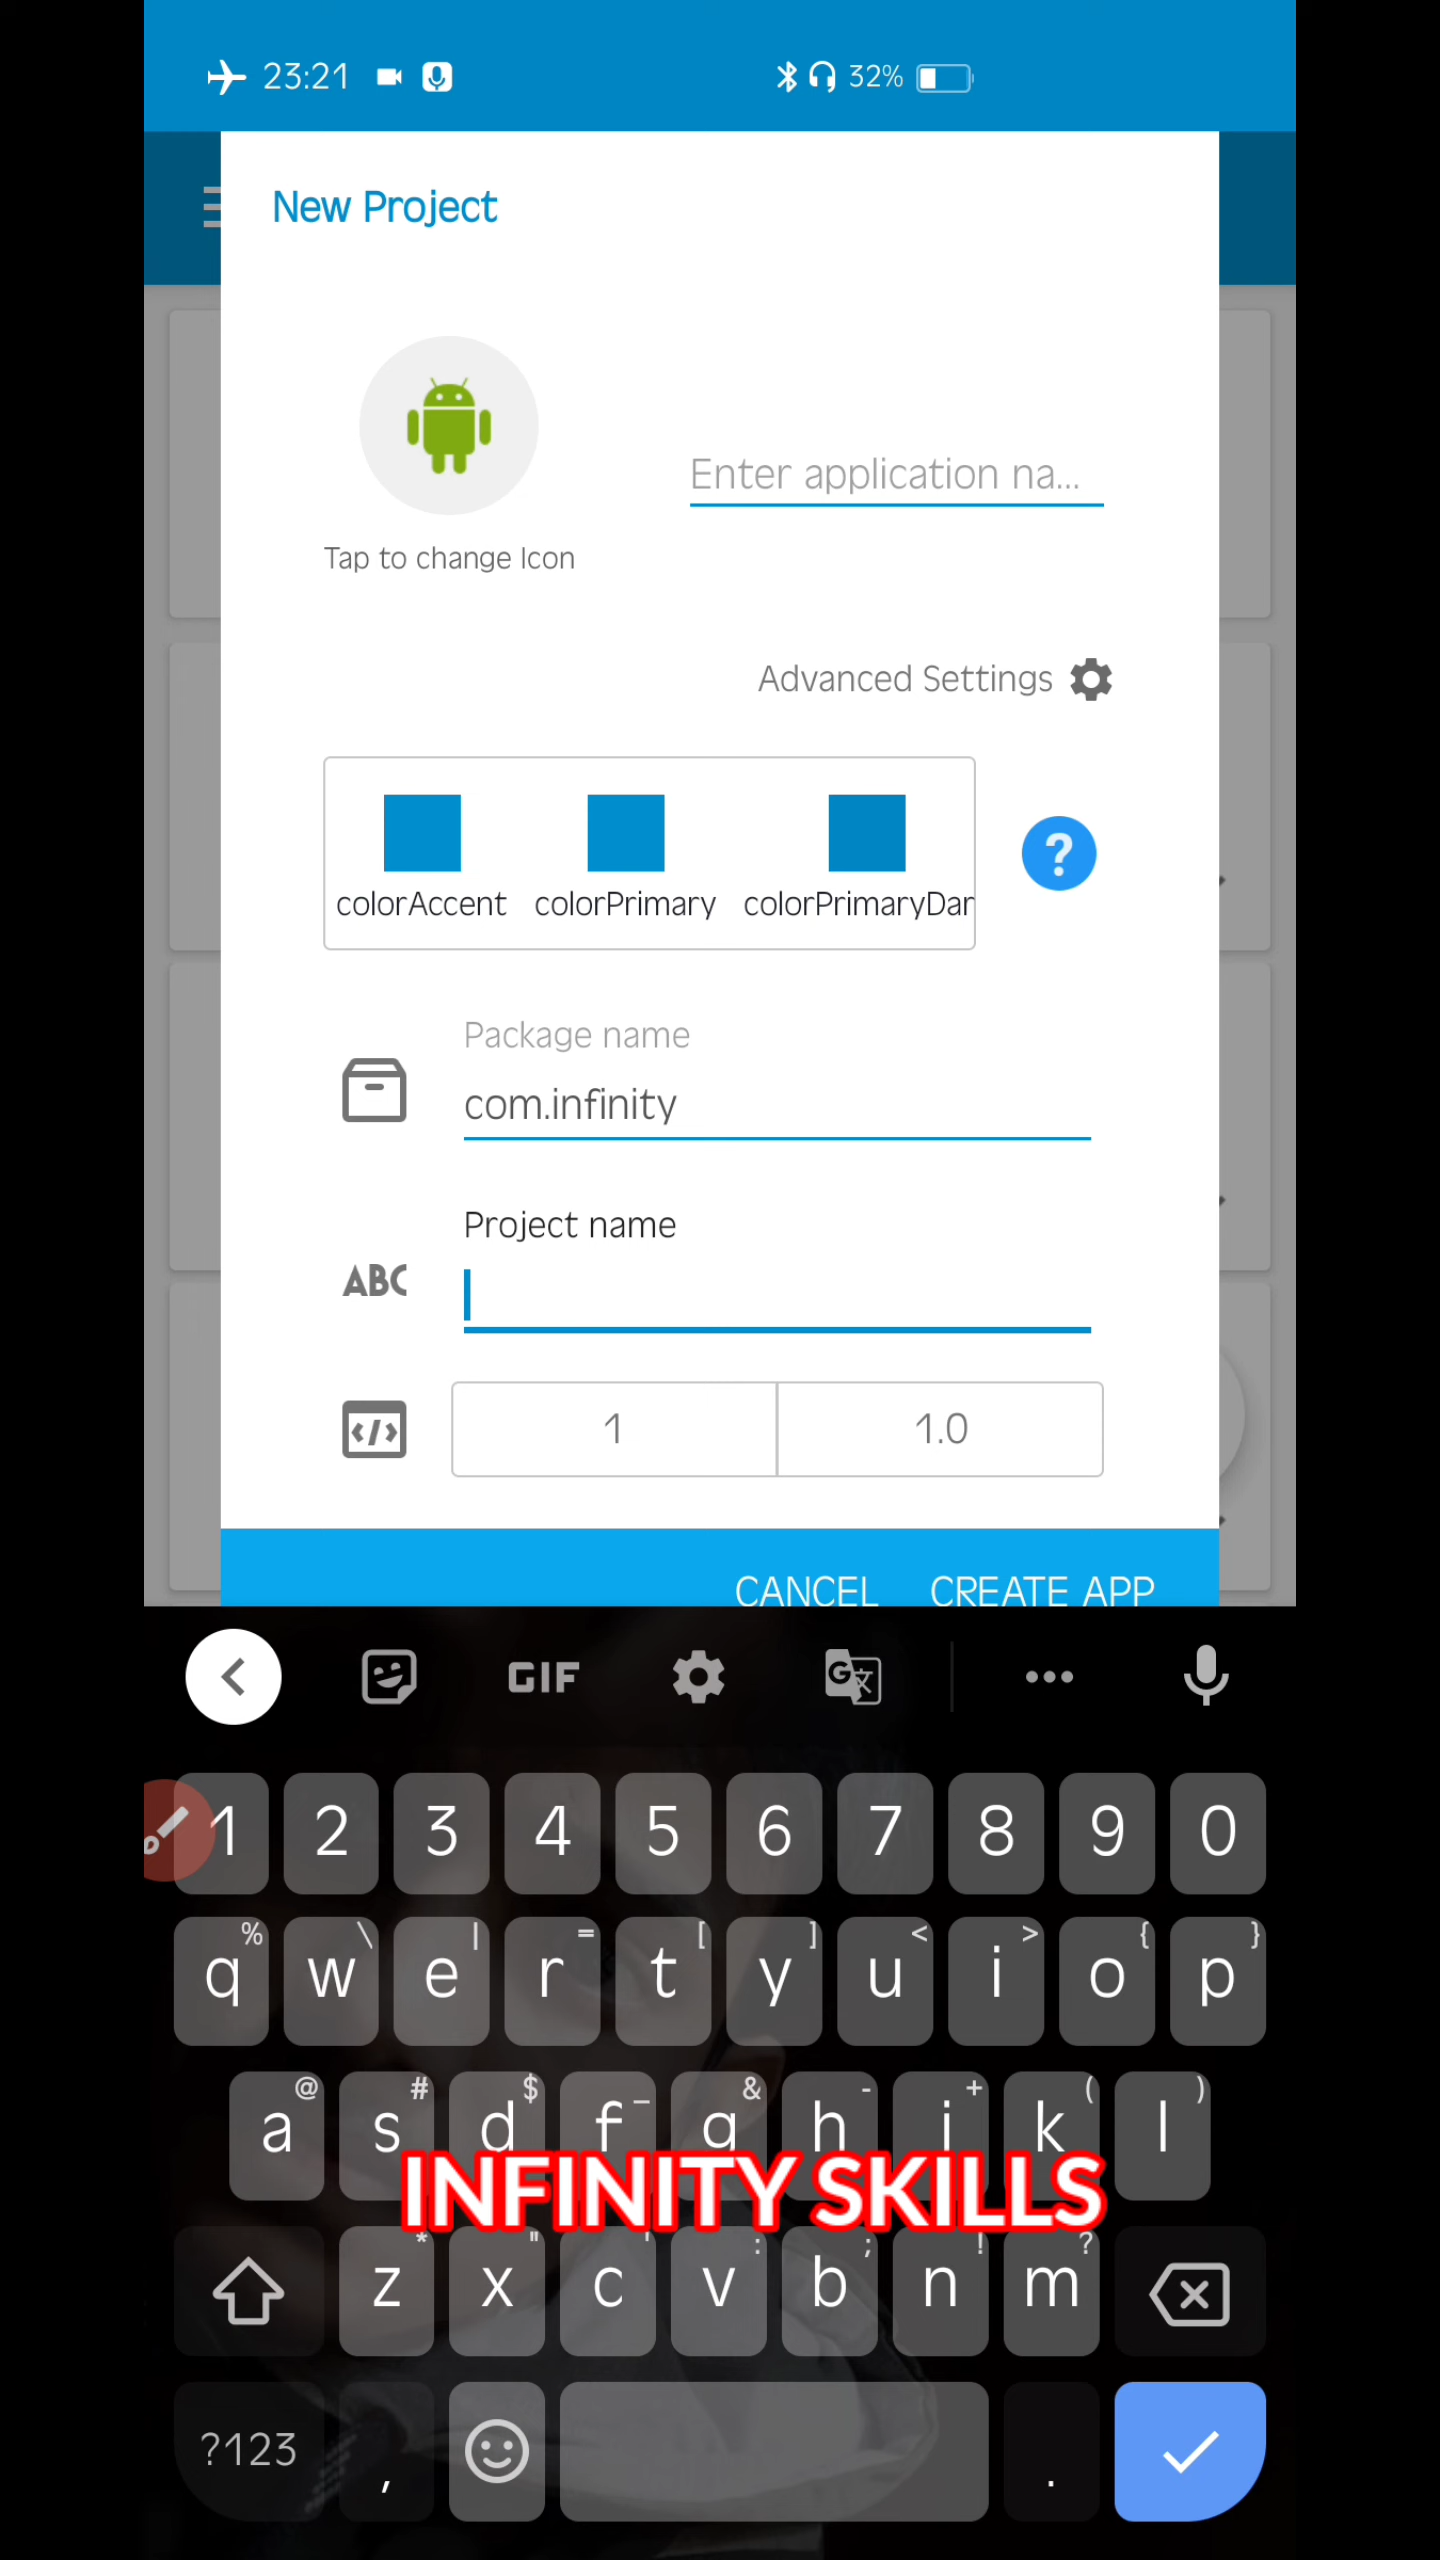 23:21 32%
New Project
Enter application na...
Tap to change Icon
Advanced Settings
?
colorAccent colorPrimary colorPrimaryDar
Package name
com.infinity
Project name
ABC
</> 1 1.0
CANCEL CREATE APP
GIF G文
1 2 3 4 5 6 7 8 9 0
% \ | = [ ] < > { }
q w e r t y u i o p
@ # $ _ & - + ( )
a s d f g h j k l
INFINITY SKILLS
* " ' : ; ! ?
z x c v b n m
?123 , .